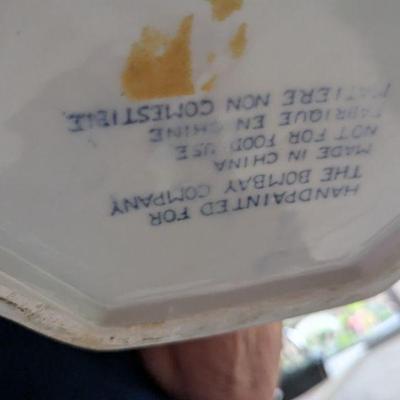 HANDPAINTED FOR
THE BOMBAY COMPANY
MADE IN CHINA
NOT FOR FOOD USE
FABRIQUE EN CHINE
MATIERE NON COMESTIBLE